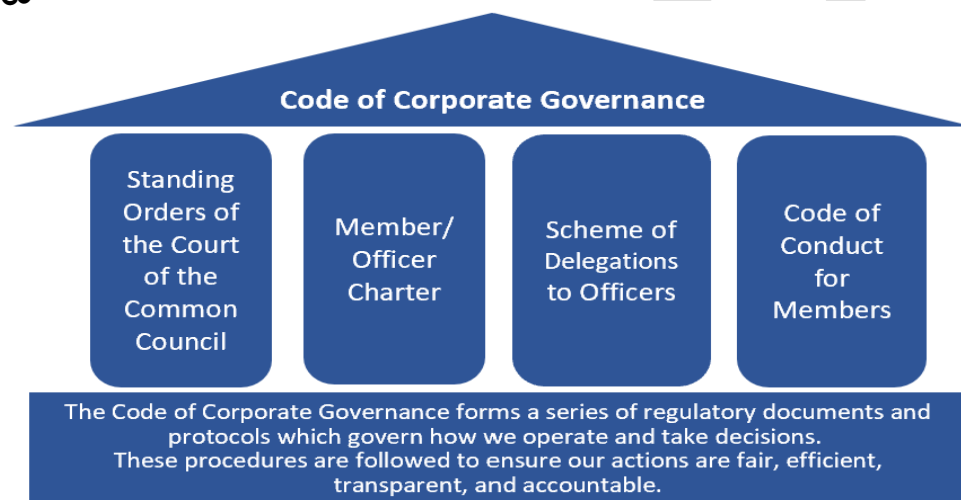 Code of Corporate Governance
Standing
Orders of
the Court
of the
Common
Council
Member/
Officer
Charter
Scheme of
Delegations
to Officers
Code of
Conduct
for
Members
The Code of Corporate Governance forms a series of regulatory documents and
protocols which govern how we operate and take decisions.
These procedures are followed to ensure our actions are fair, efficient,
transparent, and accountable.